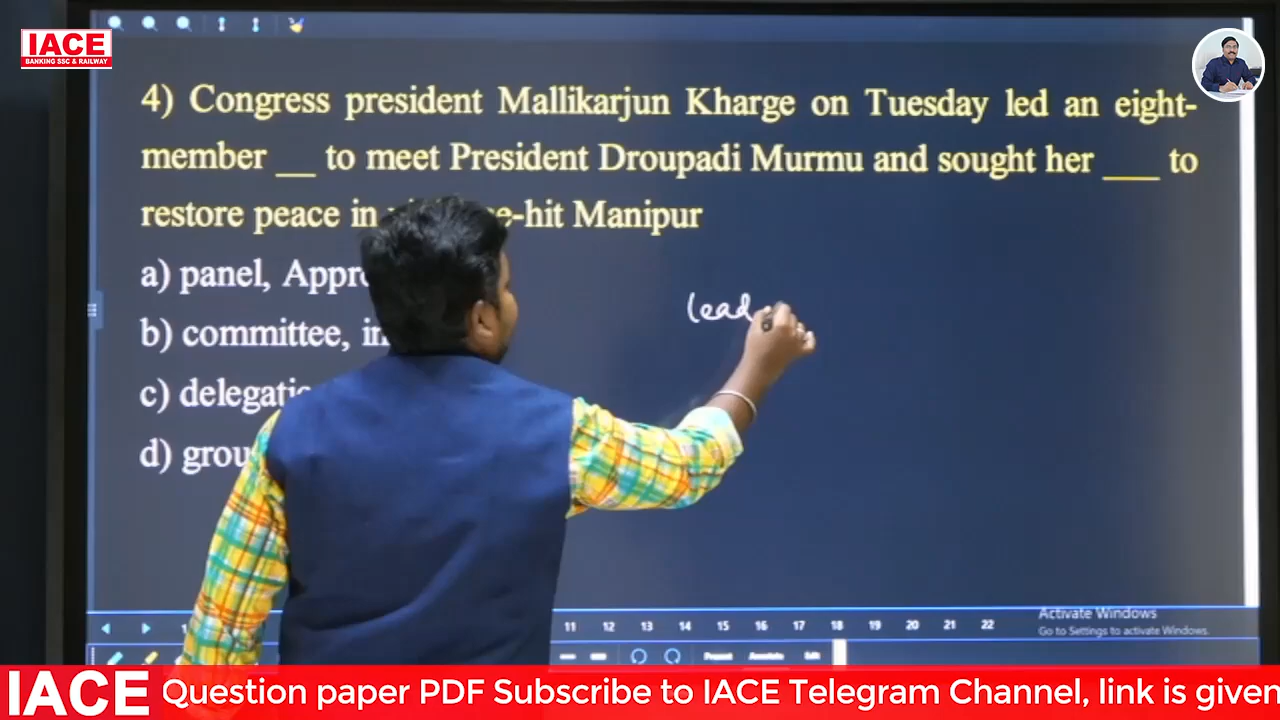 IACE
BANKING SSC & RAILWAY
4) Congress president Mallikarjun Kharge on Tuesday led an eight-
member __ to meet President Droupadi Murmu and sought her ___ to
restore peace in -hit Manipur
a) panel,
b) committee,
c)
d)
lead
11 12 13 14 15 16 17 18 19 20 21 22
Activate Windows
Go to Settings to activate Windows.
Present Annotate Edit
IACE Question paper PDF Subscribe to IACE Telegram Channel, link is given